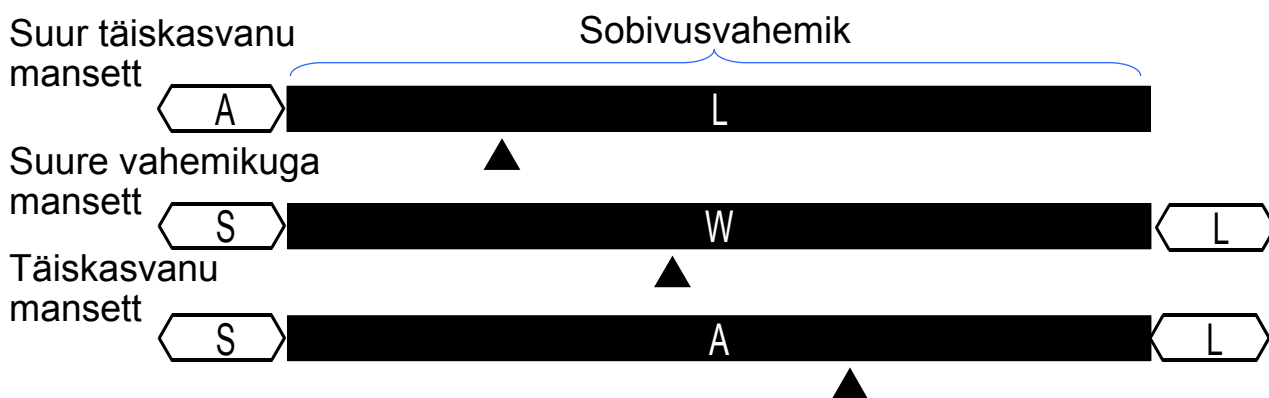 Suur täiskasvanu
mansett
Sobivusvahemik
A L
Suure vahemikuga
mansett
S W L
Täiskasvanu
mansett
S A L